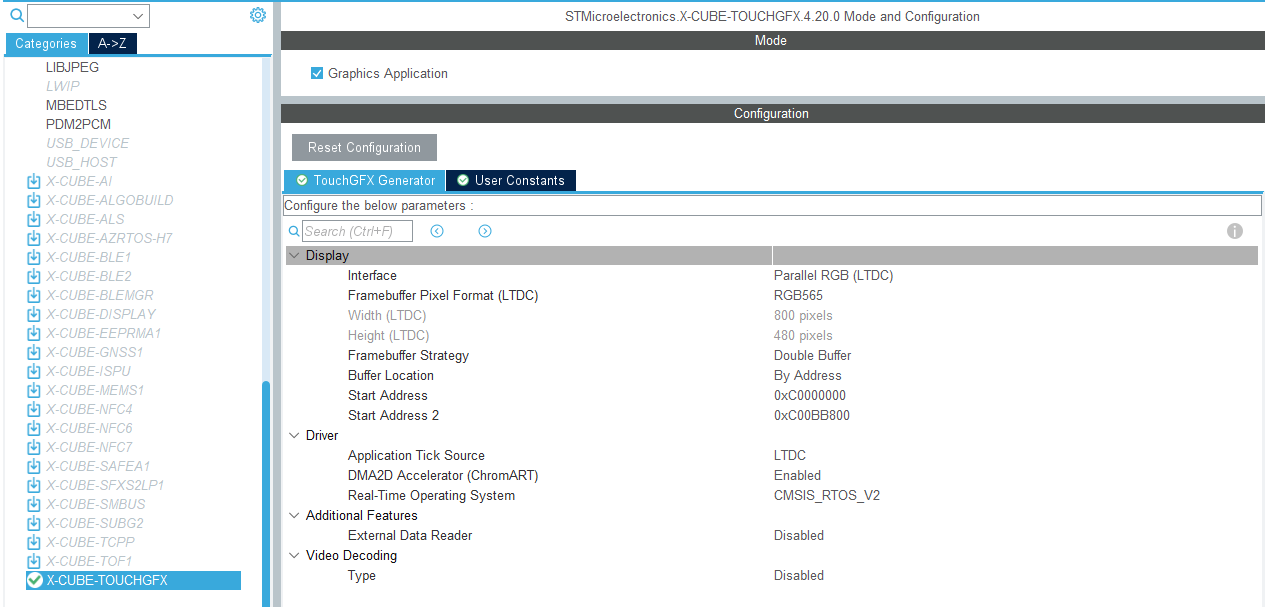 STMicroelectronics.X-CUBE-TOUCHGFX.4.20.0 Mode and Configuration
Categories A->Z
LIBJPEG
LWIP
MBEDTLS
PDM2PCM
USB_DEVICE
USB_HOST
X-CUBE-AI
X-CUBE-ALGOBUILD
X-CUBE-ALS
X-CUBE-AZRTOS-H7
X-CUBE-BLE1
X-CUBE-BLE2
X-CUBE-BLEMGR
X-CUBE-DISPLAY
X-CUBE-EEPRMA1
X-CUBE-GNSS1
X-CUBE-ISPU
X-CUBE-MEMS1
X-CUBE-NFC4
X-CUBE-NFC6
X-CUBE-NFC7
X-CUBE-SAFEA1
X-CUBE-SFXS2LP1
X-CUBE-SMBUS
X-CUBE-SUBG2
X-CUBE-TCPP
X-CUBE-TOF1
X-CUBE-TOUCHGFX
Mode
Graphics Application
Configuration
Reset Configuration
TouchGFX Generator User Constants
Configure the below parameters :
Search (Ctrl+F)
Display
Interface Parallel RGB (LTDC)
Framebuffer Pixel Format (LTDC) RGB565
Width (LTDC) 800 pixels
Height (LTDC) 480 pixels
Framebuffer Strategy Double Buffer
Buffer Location By Address
Start Address 0xC0000000
Start Address 2 0xC00BB800
Driver
Application Tick Source LTDC
DMA2D Accelerator (ChromART) Enabled
Real-Time Operating System CMSIS_RTOS_V2
Additional Features
External Data Reader Disabled
Video Decoding
Type Disabled